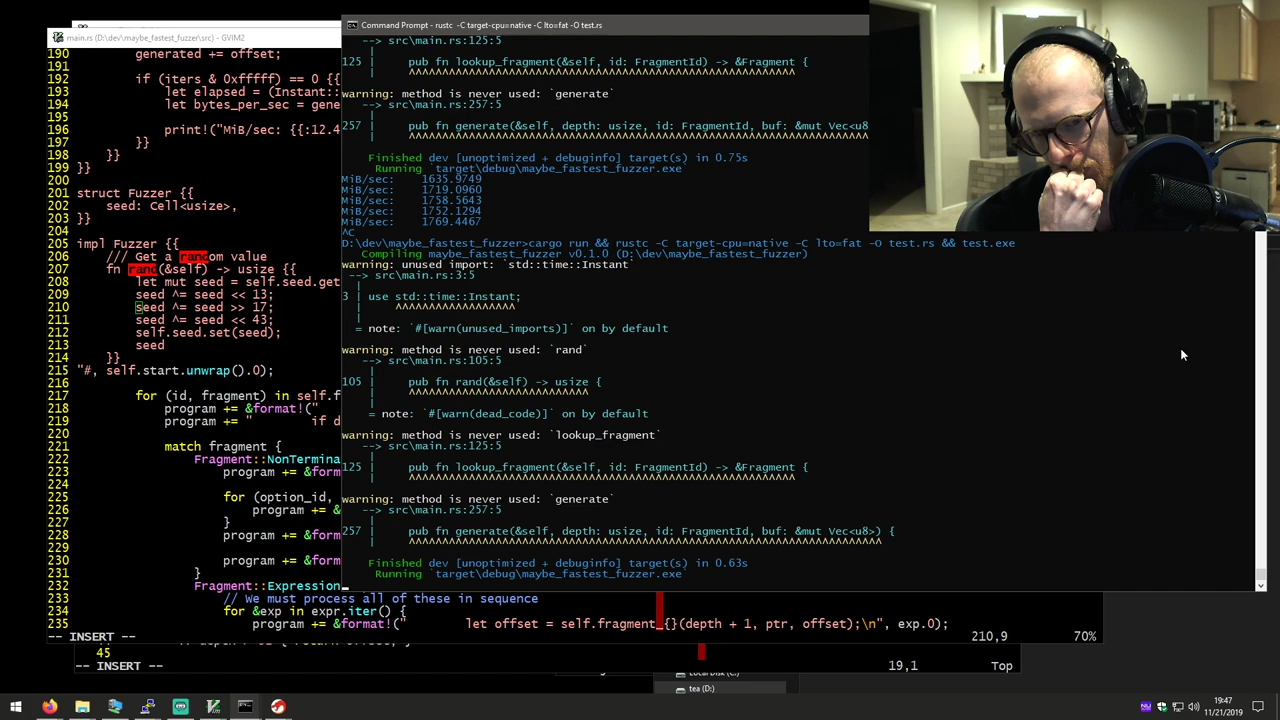 Command Prompt - rustc -C target-cpu=native -C lto=fat -O test.rs
main.rs (D:\dev\maybe_fastest_fuzzer\src) - GVIM2
190 generated += offset;
191
192 if (iters & 0xfffff) == 0 {{
193 let elapsed = (Instant::
194 let bytes_per_sec = gene
195
196 print!("MiB/sec: {{:12.4
197 }}
198 }}
199 }}
200
201 struct Fuzzer {{
202 seed: Cell<usize>,
203 }}
204
205 impl Fuzzer {{
206 /// Get a random value
207 fn rand(&self) -> usize {{
208 let mut seed = self.seed.get
209 seed ^= seed << 13;
210 seed ^= seed >> 17;
211 seed ^= seed << 43;
212 self.seed.set(seed);
213 seed
214 }}
215 "#, self.start.unwrap().0);
216
217 for (id, fragment) in self.f
218 program += &format!("
219 program += " if d
220
221 match fragment {
222 Fragment::NonTermina
223 program += &form
224
225 for (option_id,
226 program += &
227 }
228 program += &form
229
230 program += &form
231 }
232 Fragment::Expression
233 // We must process all of these in sequence
234 for &exp in expr.iter() {
235 program += &format!(" let offset = self.fragment_{}(depth + 1, ptr, offset);\n", exp.0);
-- INSERT -- 210,9 70%
45
-- INSERT -- 19,1 Top
--> src\main.rs:125:5
|
125 | pub fn lookup_fragment(&self, id: FragmentId) -> &Fragment {
| ^^^^^^^^^^^^^^^^^^^^^^^^^^^^^^^^^^^^^^^^^^^^^^^^^^^^
warning: method is never used: `generate`
--> src\main.rs:257:5
|
257 | pub fn generate(&self, depth: usize, id: FragmentId, buf: &mut Vec<u8
| ^^^^^^^^^^^^^^^^^^^^^^^^^^^^^^^^^^^^^^^^^^^^^^^^^^^^^^^^^^^^^^
Finished dev [unoptimized + debuginfo] target(s) in 0.75s
Running `target\debug\maybe_fastest_fuzzer.exe`
MiB/sec: 1635.9749
MiB/sec: 1719.0960
MiB/sec: 1758.5643
MiB/sec: 1752.1294
MiB/sec: 1769.4467
^C
D:\dev\maybe_fastest_fuzzer>cargo run && rustc -C target-cpu=native -C lto=fat -O test.rs && test.exe
Compiling maybe_fastest_fuzzer v0.1.0 (D:\dev\maybe_fastest_fuzzer)
warning: unused import: `std::time::Instant`
--> src\main.rs:3:5
|
3 | use std::time::Instant;
| ^^^^^^^^^^^^^^^^^^
|
= note: `#[warn(unused_imports)]` on by default
warning: method is never used: `rand`
--> src\main.rs:105:5
|
105 | pub fn rand(&self) -> usize {
| ^^^^^^^^^^^^^^^^^^^^^^^^^^^
|
= note: `#[warn(dead_code)]` on by default
warning: method is never used: `lookup_fragment`
--> src\main.rs:125:5
|
125 | pub fn lookup_fragment(&self, id: FragmentId) -> &Fragment {
| ^^^^^^^^^^^^^^^^^^^^^^^^^^^^^^^^^^^^^^^^^^^^^^^^^^^^
warning: method is never used: `generate`
--> src\main.rs:257:5
|
257 | pub fn generate(&self, depth: usize, id: FragmentId, buf: &mut Vec<u8>) {
| ^^^^^^^^^^^^^^^^^^^^^^^^^^^^^^^^^^^^^^^^^^^^^^^^^^^^^^^^^^^^^^^^^
Finished dev [unoptimized + debuginfo] target(s) in 0.63s
Running `target\debug\maybe_fastest_fuzzer.exe`
tea (D:)
19:47
11/21/2019